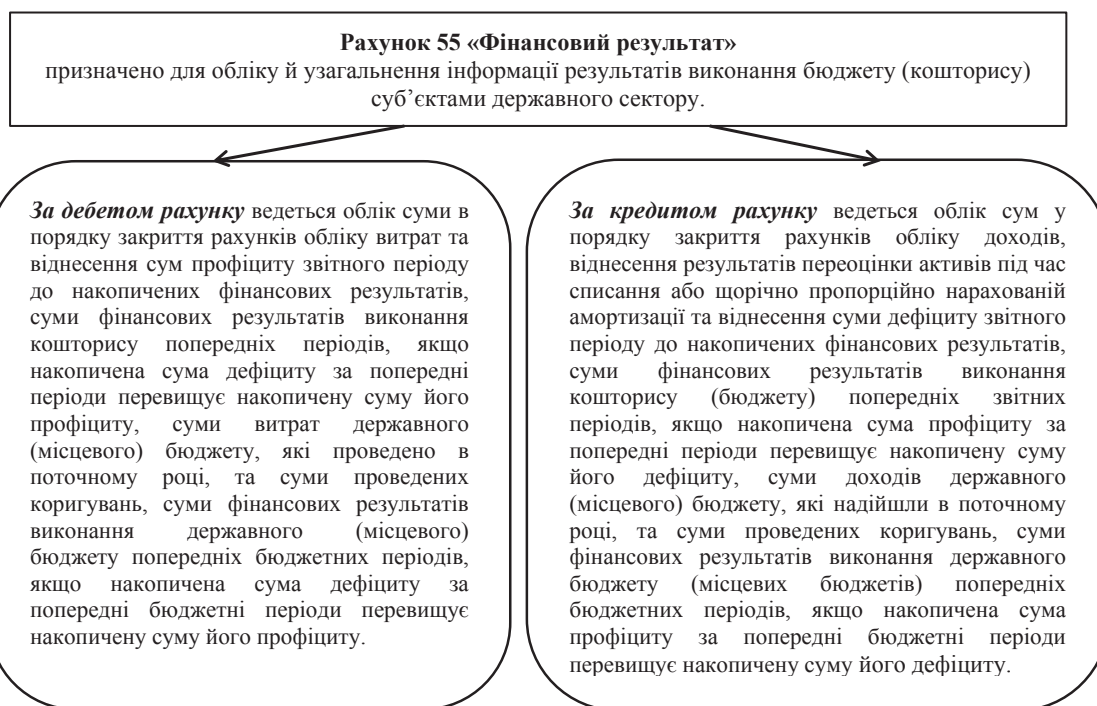 Рахунок 55 «Фінансовий результат»
призначено для обліку й узагальнення інформації результатів виконання бюджету (кошторису)
суб’єктами державного сектору.
За дебетом рахунку ведеться облік суми в
порядку закриття рахунків обліку витрат та
віднесення сум профіциту звітного періоду
до накопичених фінансових результатів,
суми фінансових результатів виконання
кошторису попередніх періодів, якщо
накопичена сума дефіциту за попередні
періоди перевищує накопичену суму його
профіциту, суми витрат державного
(місцевого) бюджету, які проведено в
поточному році, та суми проведених
коригувань, суми фінансових результатів
виконання державного (місцевого)
бюджету попередніх бюджетних періодів,
якщо накопичена сума дефіциту за
попередні бюджетні періоди перевищує
накопичену суму його профіциту.
За кредитом рахунку ведеться облік сум у
порядку закриття рахунків обліку доходів,
віднесення результатів переоцінки активів під час
списання або щорічно пропорційно нарахованій
амортизації та віднесення суми дефіциту звітного
періоду до накопичених фінансових результатів,
суми фінансових результатів виконання
кошторису (бюджету) попередніх звітних
періодів, якщо накопичена сума профіциту за
попередні періоди перевищує накопичену суму
його дефіциту, суми доходів державного
(місцевого) бюджету, які надійшли в поточному
році, та суми проведених коригувань, суми
фінансових результатів виконання державного
бюджету (місцевих бюджетів) попередніх
бюджетних періодів, якщо накопичена сума
профіциту за попередні бюджетні періоди
перевищує накопичену суму його дефіциту.